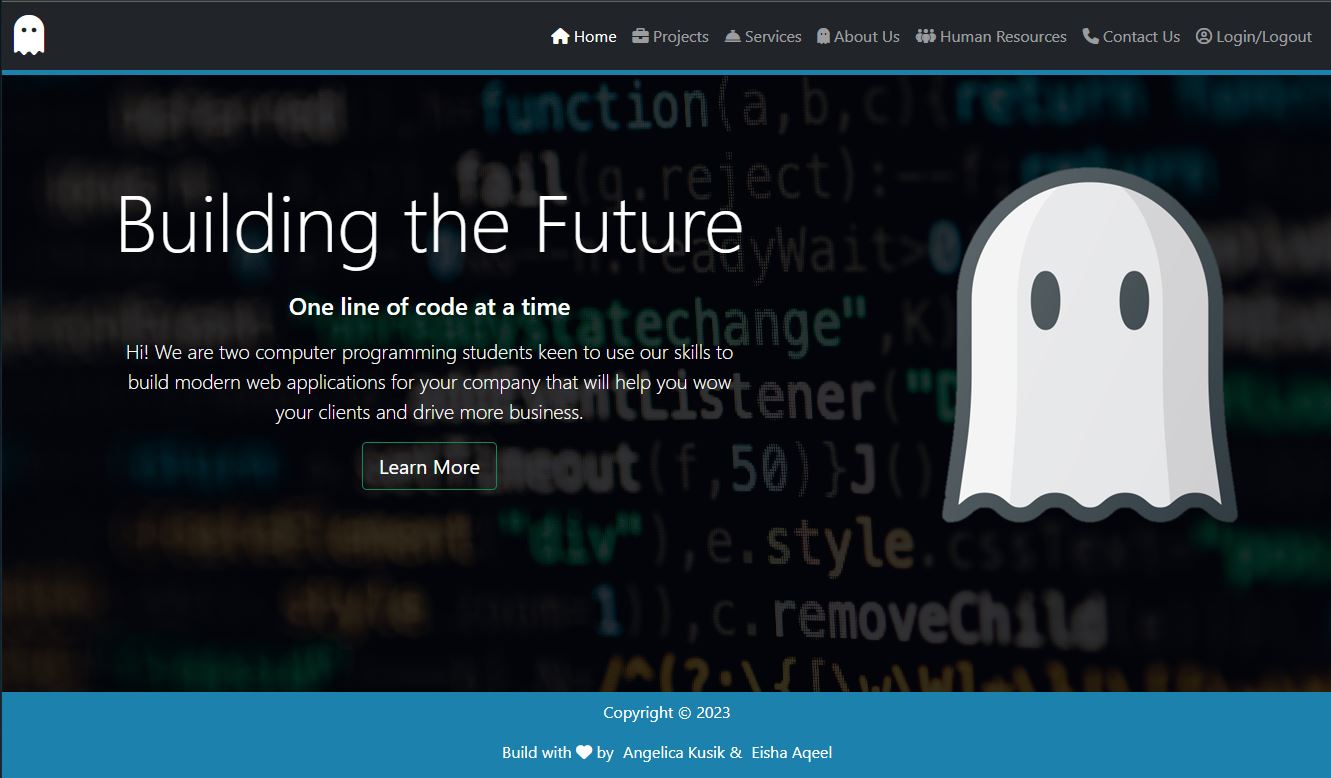 Home Projects Services About Us Human Resources Contact Us Login/Logout
function(a,b,c){return
fail(g.reject):--f
Building the Future
readyWait>0
One line of code at a time
statechange",K)
Hi! We are two computer programming students keen to use our skills to
build modern web applications for your company that will help you wow
your clients and drive more business.
Listener("D
Learn More
out(f,50)}J()
"div"),e.style.cssText=
1)),c.removeChild
Copyright © 2023
Build with by Angelica Kusik & Eisha Aqeel